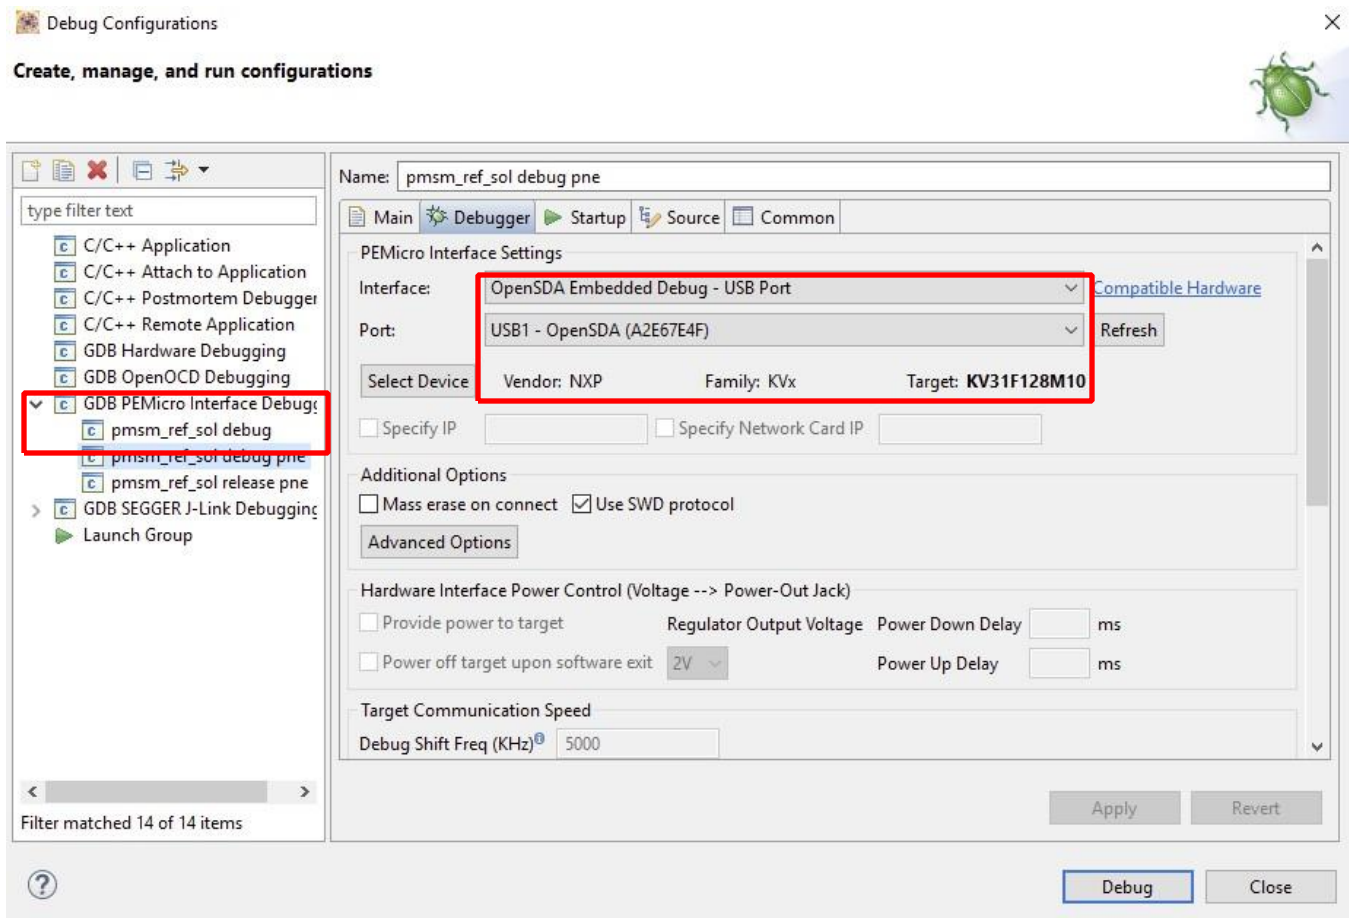 Debug Configurations
Create, manage, and run configurations
type filter text
C/C++ Application
C/C++ Attach to Application
C/C++ Postmortem Debugger
C/C++ Remote Application
GDB Hardware Debugging
GDB OpenOCD Debugging
GDB PEMicro Interface Debugg
pmsm_ref_sol debug
pmsm_ref_sol debug pne
pmsm_ref_sol release pne
GDB SEGGER J-Link Debugging
Launch Group
Filter matched 14 of 14 items
Name: pmsm_ref_sol debug pne
Main Debugger Startup Source Common
PEMicro Interface Settings
Interface: OpenSDA Embedded Debug - USB Port Compatible Hardware
Port: USB1 - OpenSDA (A2E67E4F) Refresh
Select Device Vendor: NXP Family: KVx Target: KV31F128M10
Specify IP Specify Network Card IP
Additional Options
Mass erase on connect Use SWD protocol
Advanced Options
Hardware Interface Power Control (Voltage --> Power-Out Jack)
Provide power to target Regulator Output Voltage Power Down Delay ms
Power off target upon software exit 2V Power Up Delay ms
Target Communication Speed
Debug Shift Freq (KHz) 5000
Apply Revert
Debug Close